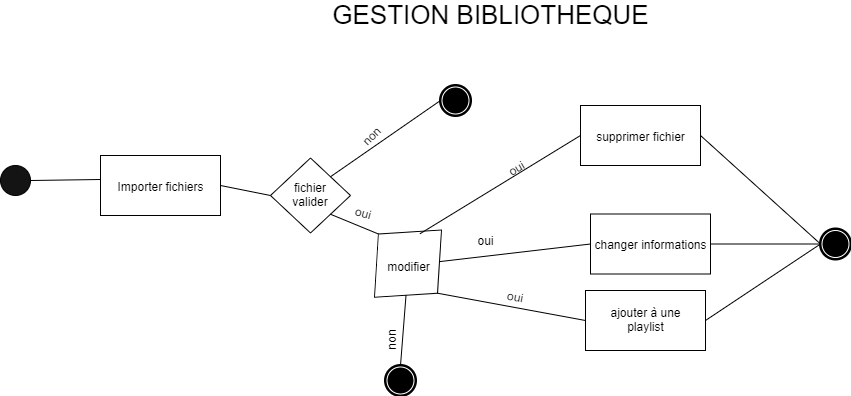 GESTION BIBLIOTHEQUE
Importer fichiers
fichier
valider
non
oui
modifier
non
oui
supprimer fichier
oui
changer informations
oui
ajouter à une
playlist